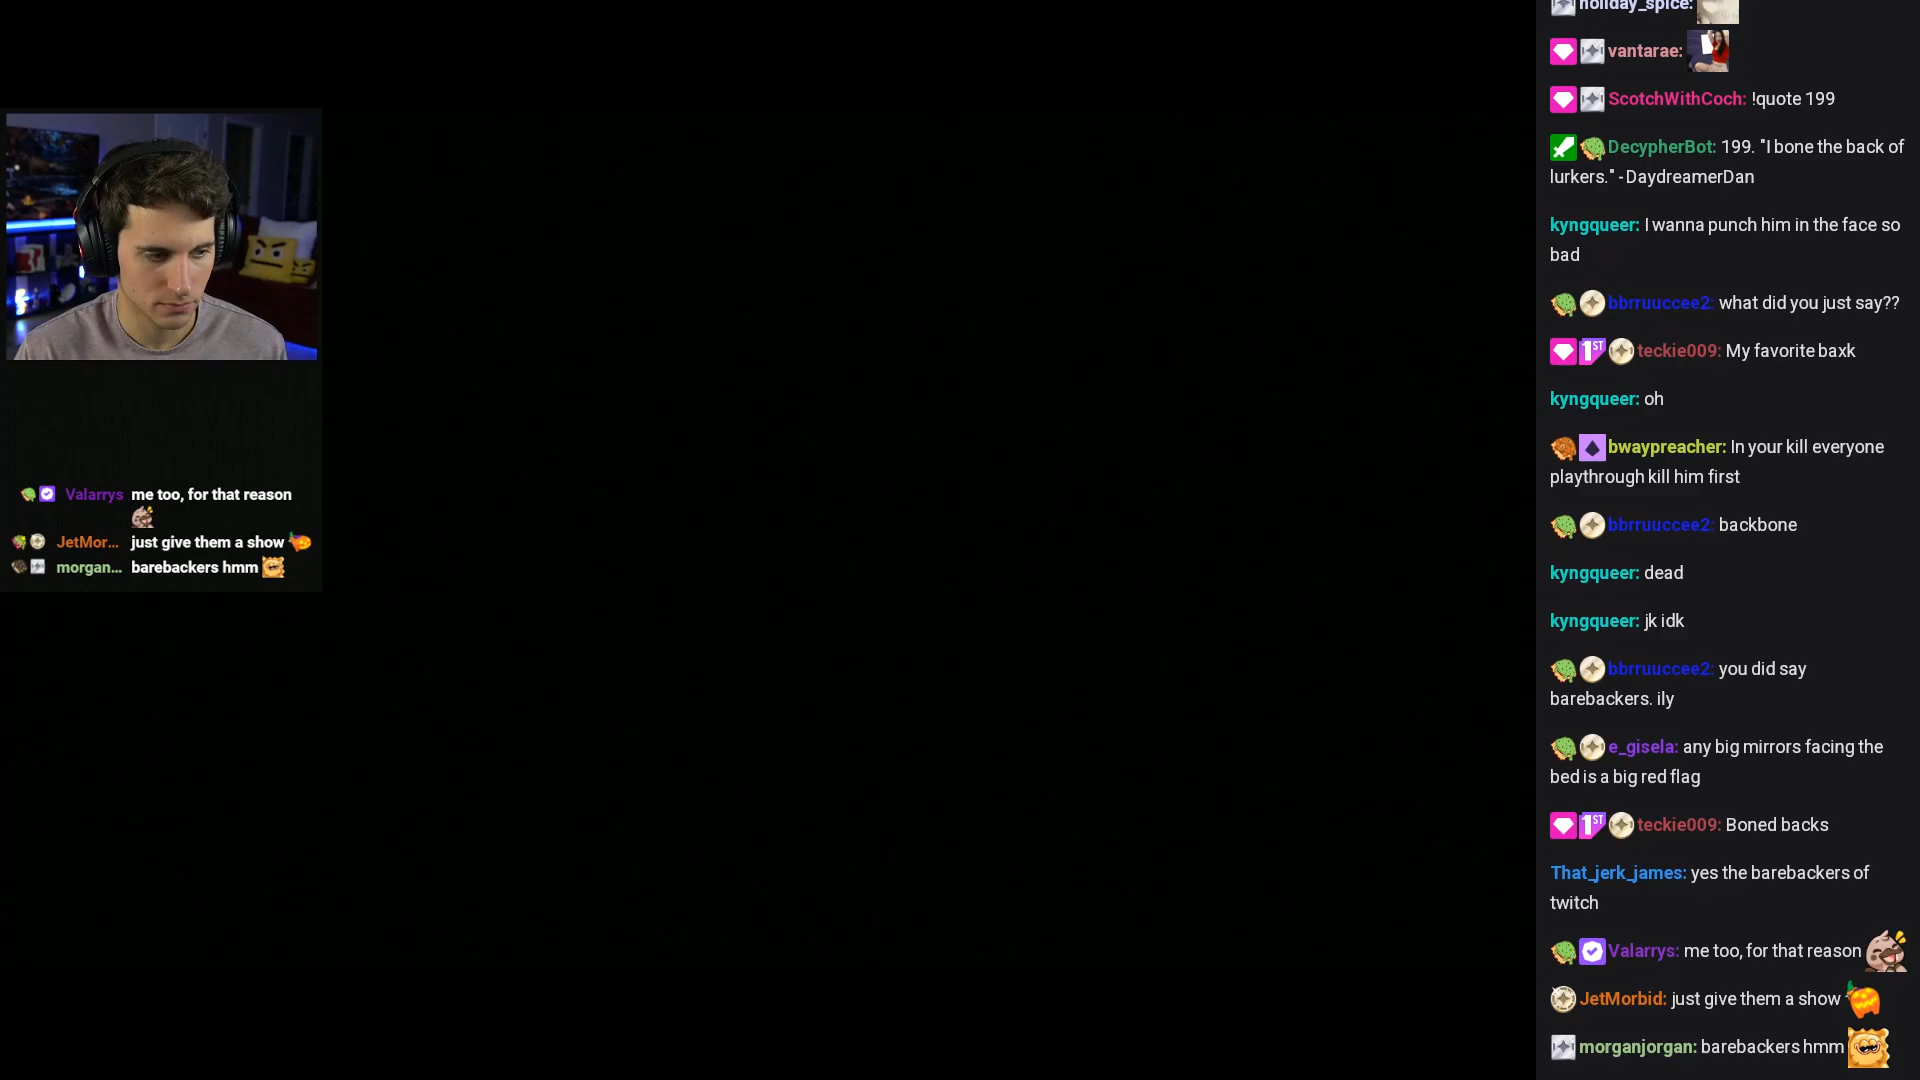 Valarrys me too, for that reason
JetMor... just give them a show
morgan... barebackers hmm
holiday_spice:
vantarae:
ScotchWithCoch: !quote 199
DecypherBot: 199. "I bone the back of
lurkers." -DaydreamerDan
kyngqueer: I wanna punch him in the face so
bad
bbrruuccee2: what did you just say??
1ST teckie009: My favorite baxk
kyngqueer: oh
bwaypreacher: In your kill everyone
playthrough kill him first
bbrruuccee2: backbone
kyngqueer: dead
kyngqueer: jk idk
bbrruuccee2: you did say
barebackers. ily
e_gisela: any big mirrors facing the
bed is a big red flag
1ST teckie009: Boned backs
That_jerk_james: yes the barebackers of
twitch
Valarrys: me too, for that reason
JetMorbid: just give them a show
morganjorgan: barebackers hmm